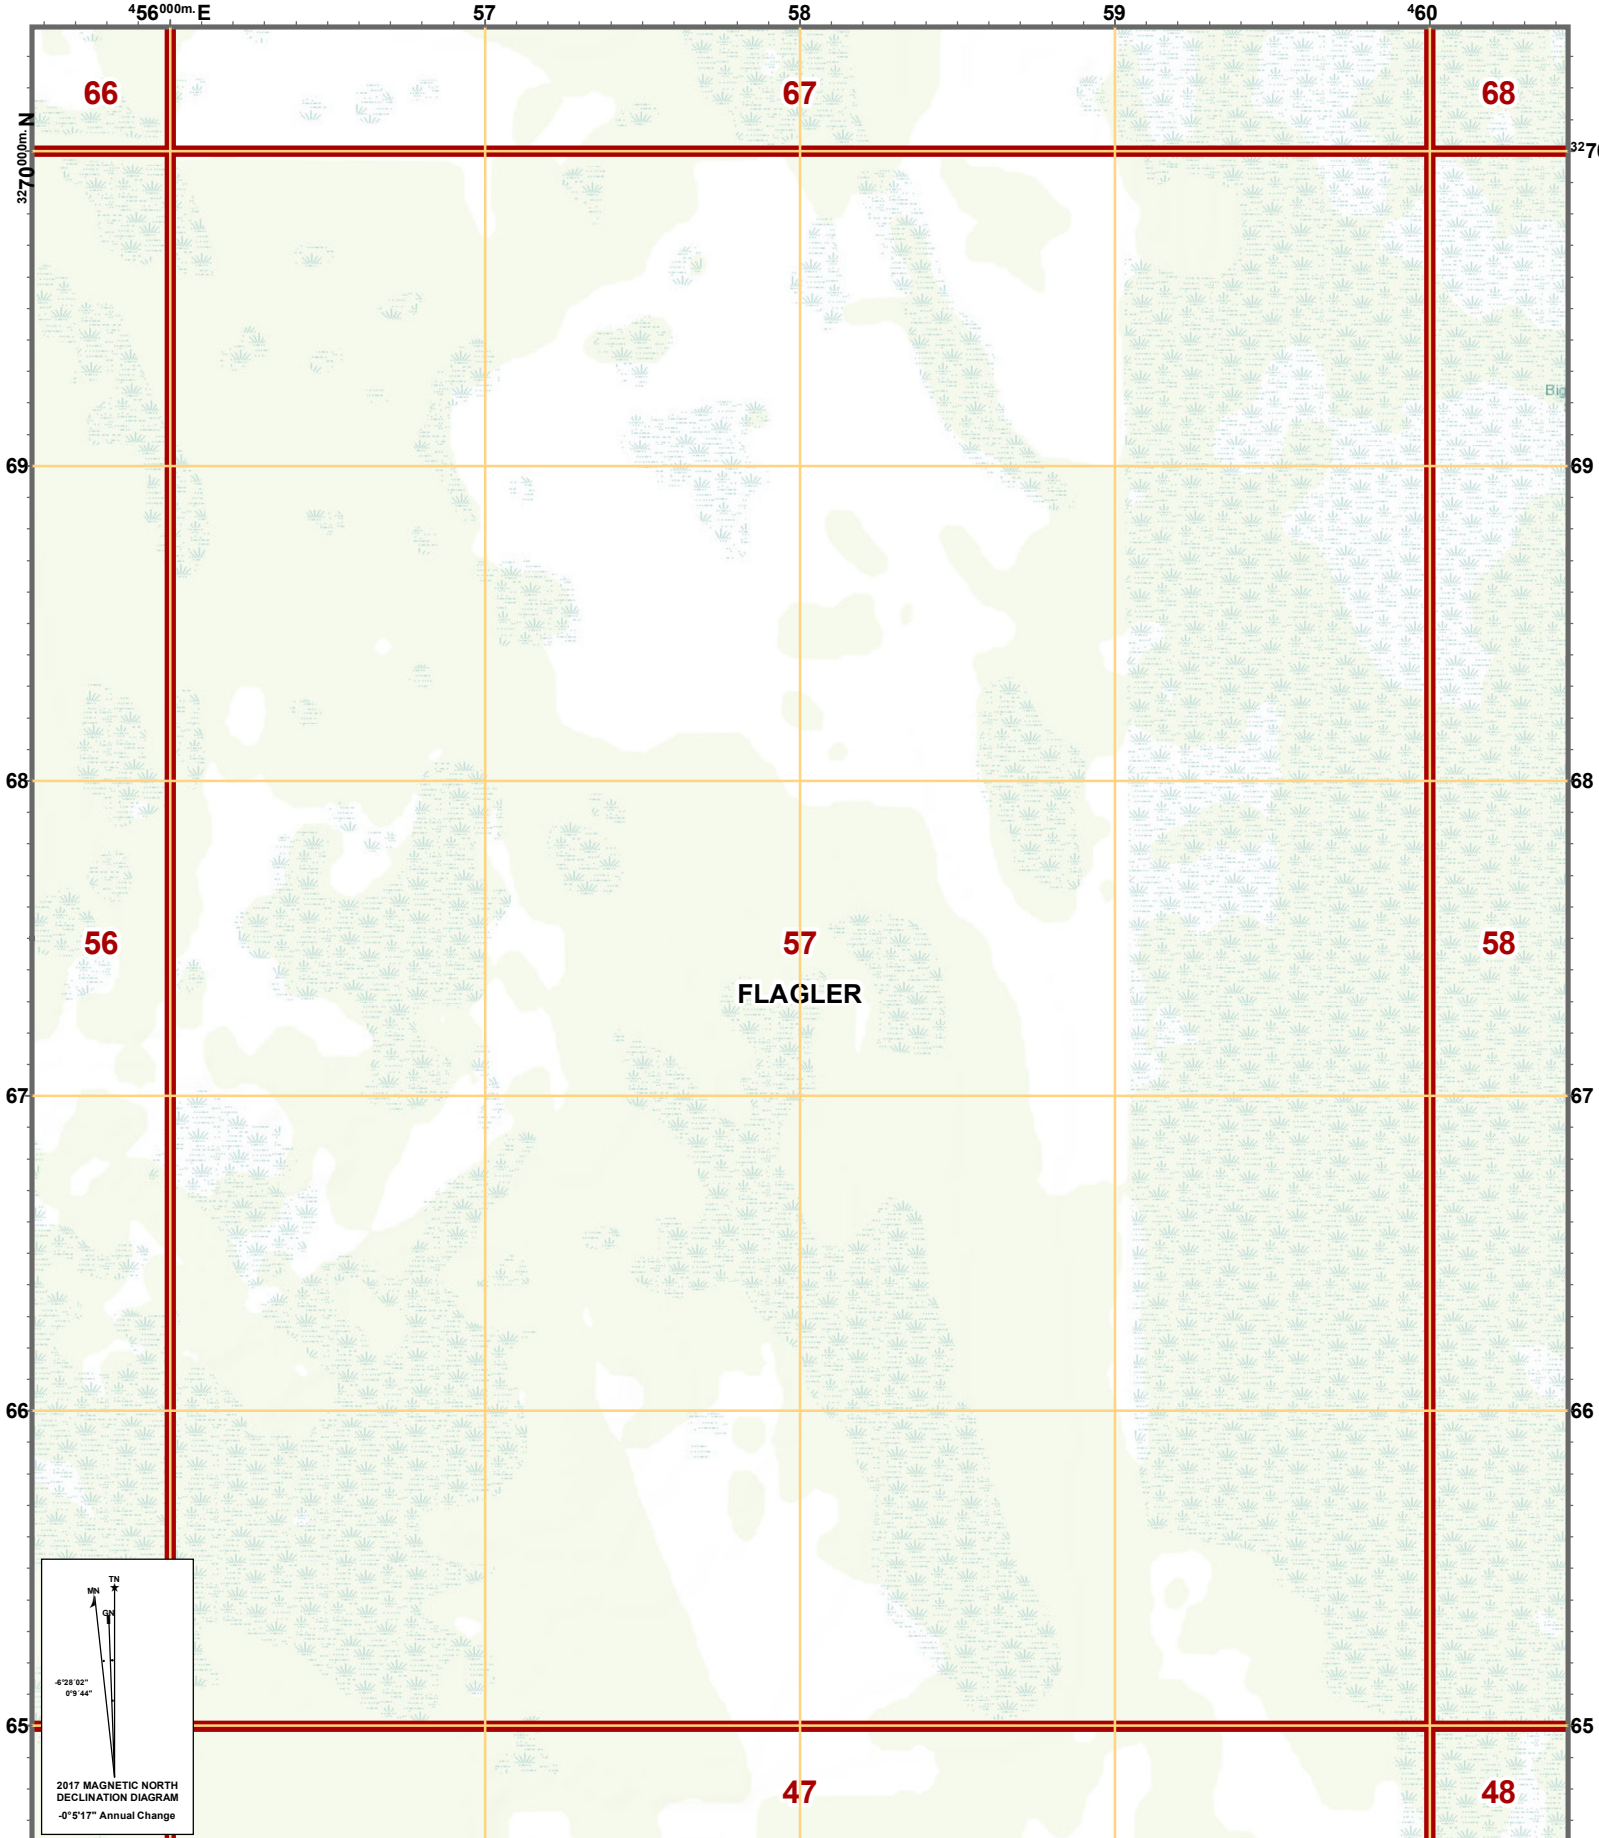 ⁴56⁰⁰⁰ᵐ· E 57 58 59 ⁴60
66 67 68
³²70⁰⁰⁰ᵐ· N
³²70
Big
69 69
68 68
56 57 58
FLAGLER
67 67
66 66
TN
MN
GN
-6°28'02"
0°9'44"
65 65
2017 MAGNETIC NORTH
DECLINATION DIAGRAM
-0°5'17" Annual Change
47 48